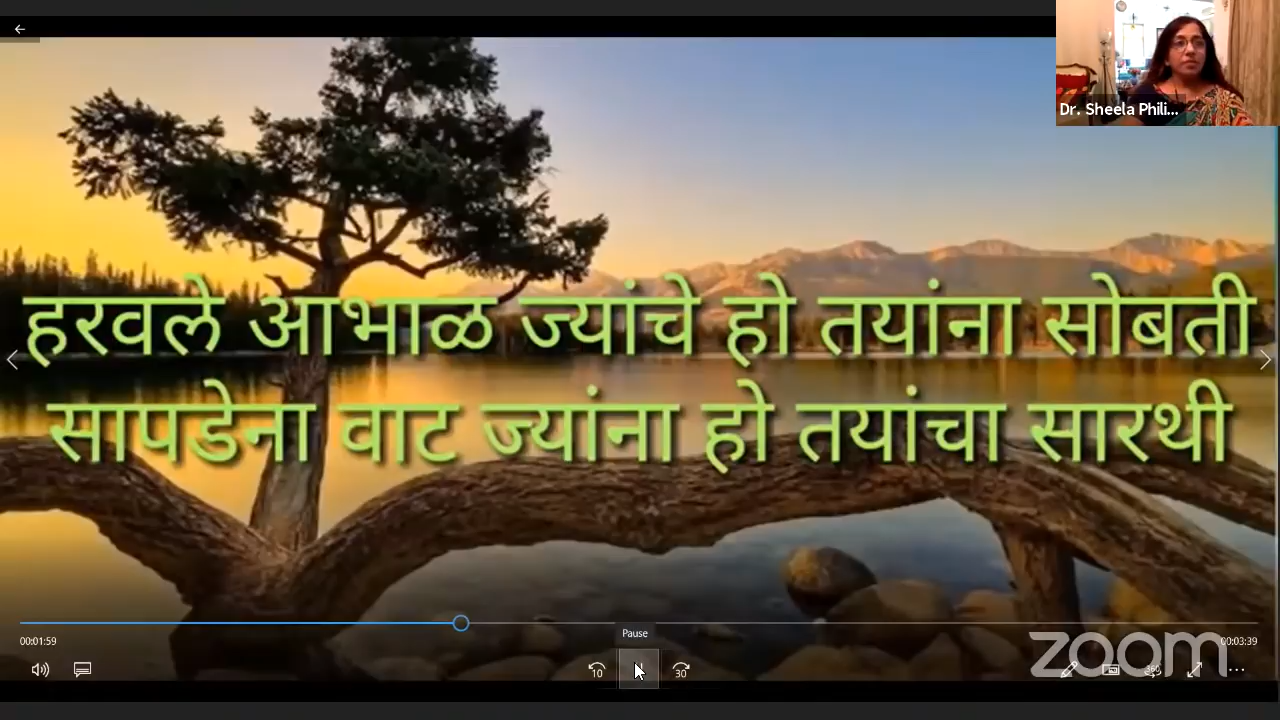 Dr. Sheela Phili...
हरवले आभाळ ज्यांचे हो तयांना सोबती
सापडेना वाट ज्यांना हो तयांचा सारथी
Pause
00:01:59
00:03:39
10
30
zoom